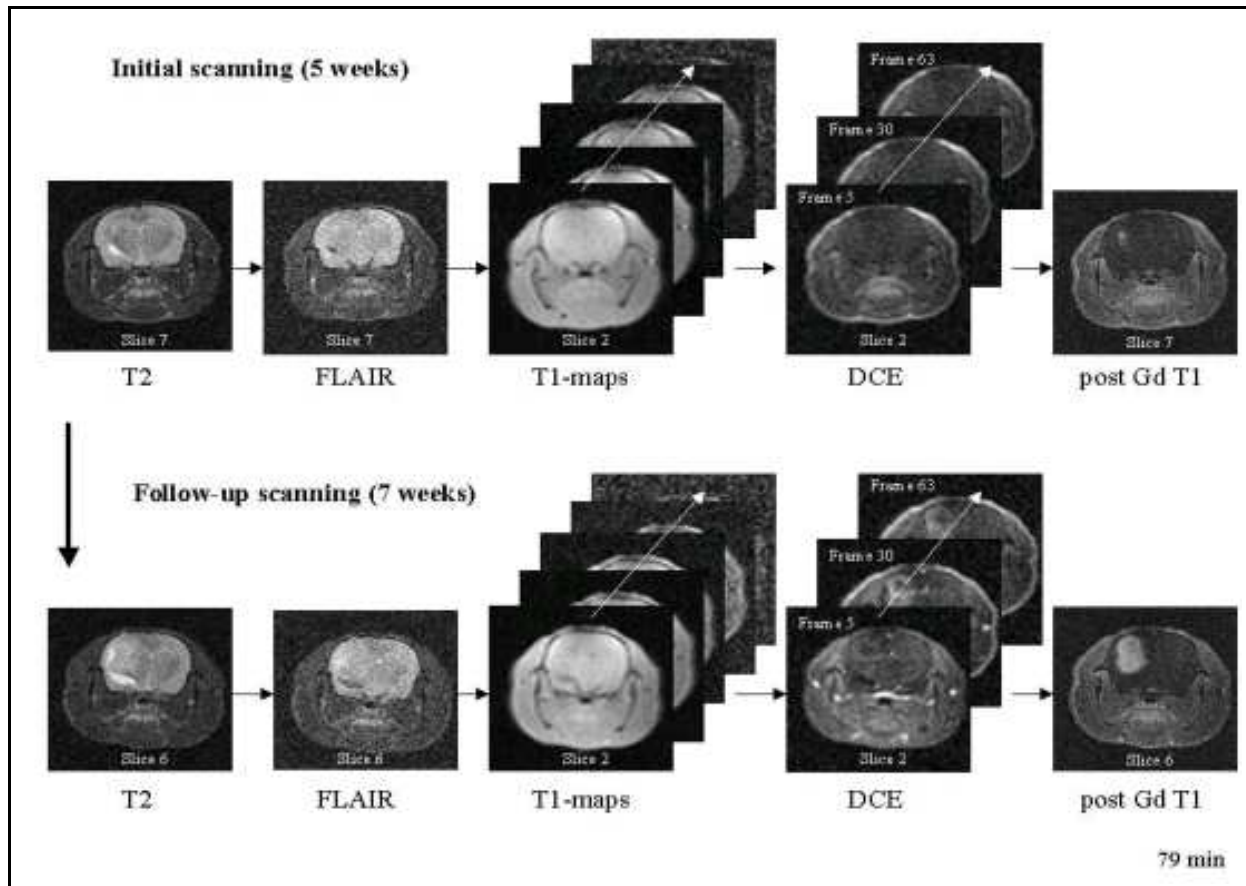 Initial scanning (5 weeks)
Frame 63
Frame 30
Frame 5
Slice 7
Slice 7
Slice 2
Slice 2
Slice 7
T2
FLAIR
T1-maps
DCE
post Gd T1
Follow-up scanning (7 weeks)
Frame 63
Frame 30
Frame 5
Slice 6
Slice 6
Slice 2
Slice 2
Slice 6
T2
FLAIR
T1-maps
DCE
post Gd T1
79 min